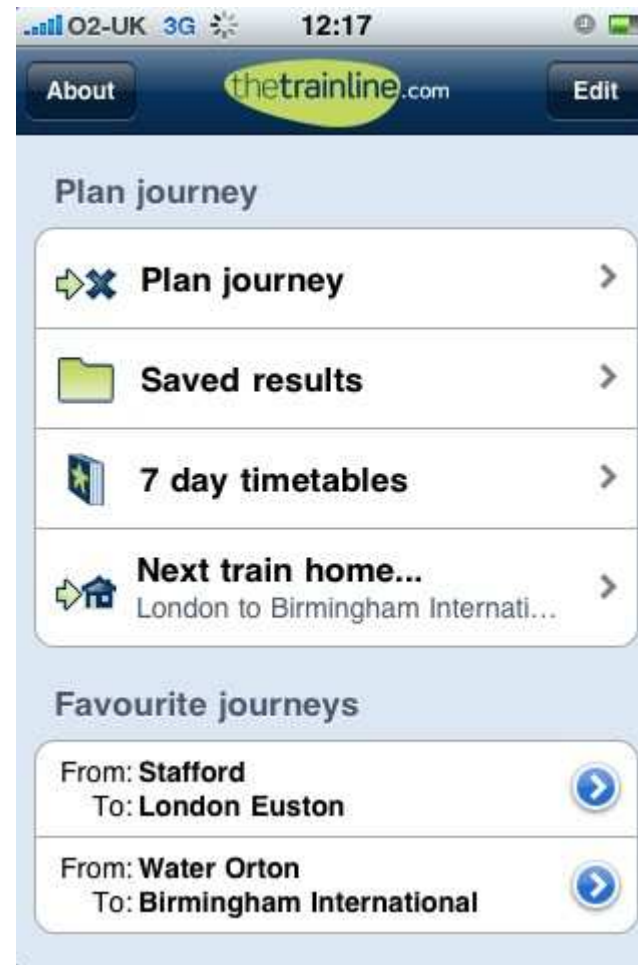 O2-UK 3G 12:17
About thetrainline.com Edit
Plan journey
Plan journey
Saved results
7 day timetables
Next train home...
London to Birmingham Internati...
Favourite journeys
From: Stafford
To: London Euston
From: Water Orton
To: Birmingham International